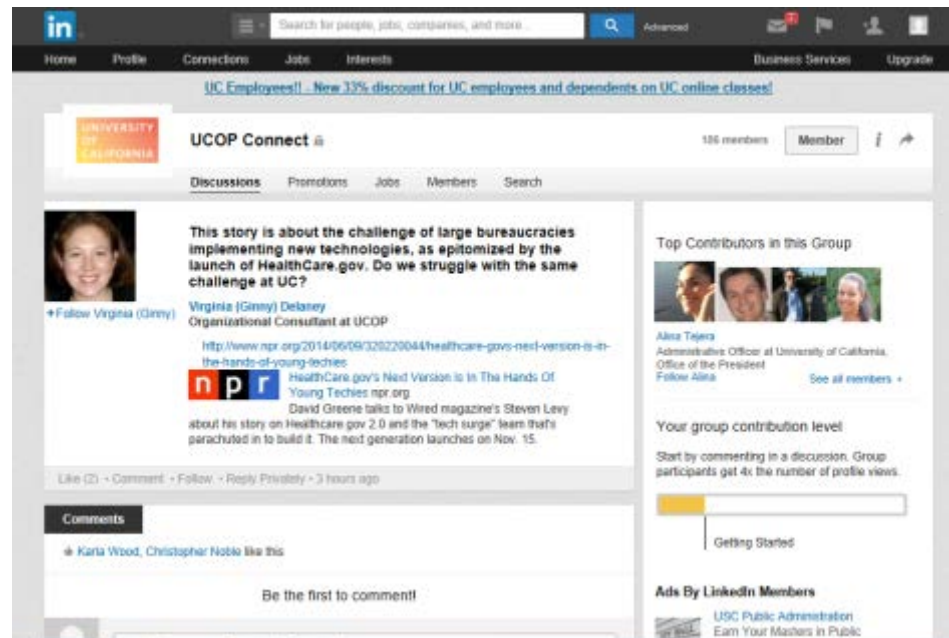 in
Search for people, jobs, companies, and more...
Advanced
Home Profile Connections Jobs Interests
Business Services Upgrade
UC Employees!! - New 33% discount for UC employees and dependents on UC online classes!
UNIVERSITY
OF
CALIFORNIA
UCOP Connect
186 members Member i
Discussions Promotions Jobs Members Search
This story is about the challenge of large bureaucracies
implementing new technologies, as epitomized by the
launch of HealthCare.gov. Do we struggle with the same
challenge at UC?
+Follow Virginia (Ginny)
Virginia (Ginny) Delaney
Organizational Consultant at UCOP
http://www.npr.org/2014/06/09/320220044/healthcare-govs-next-version-is-in-
the-hands-of-young-techies
npr
HealthCare.gov's Next Version Is In The Hands Of
Young Techies npr.org
David Greene talks to Wired magazine's Steven Levy
about his story on Healthcare.gov 2.0 and the "tech surge" team that's
parachuted in to build it. The next generation launches on Nov. 15.
Like (2) • Comment • Follow • Reply Privately • 3 hours ago
Comments
Karla Wood, Christopher Noble like this
Be the first to comment!
Top Contributors in this Group
Alina Tejera
Administrative Officer at University of California,
Office of the President
Follow Alina See all members
Your group contribution level
Start by commenting in a discussion. Group
participants get 4x the number of profile views.
Getting Started
Ads By LinkedIn Members
USC Public Administration
Earn Your Masters in Public